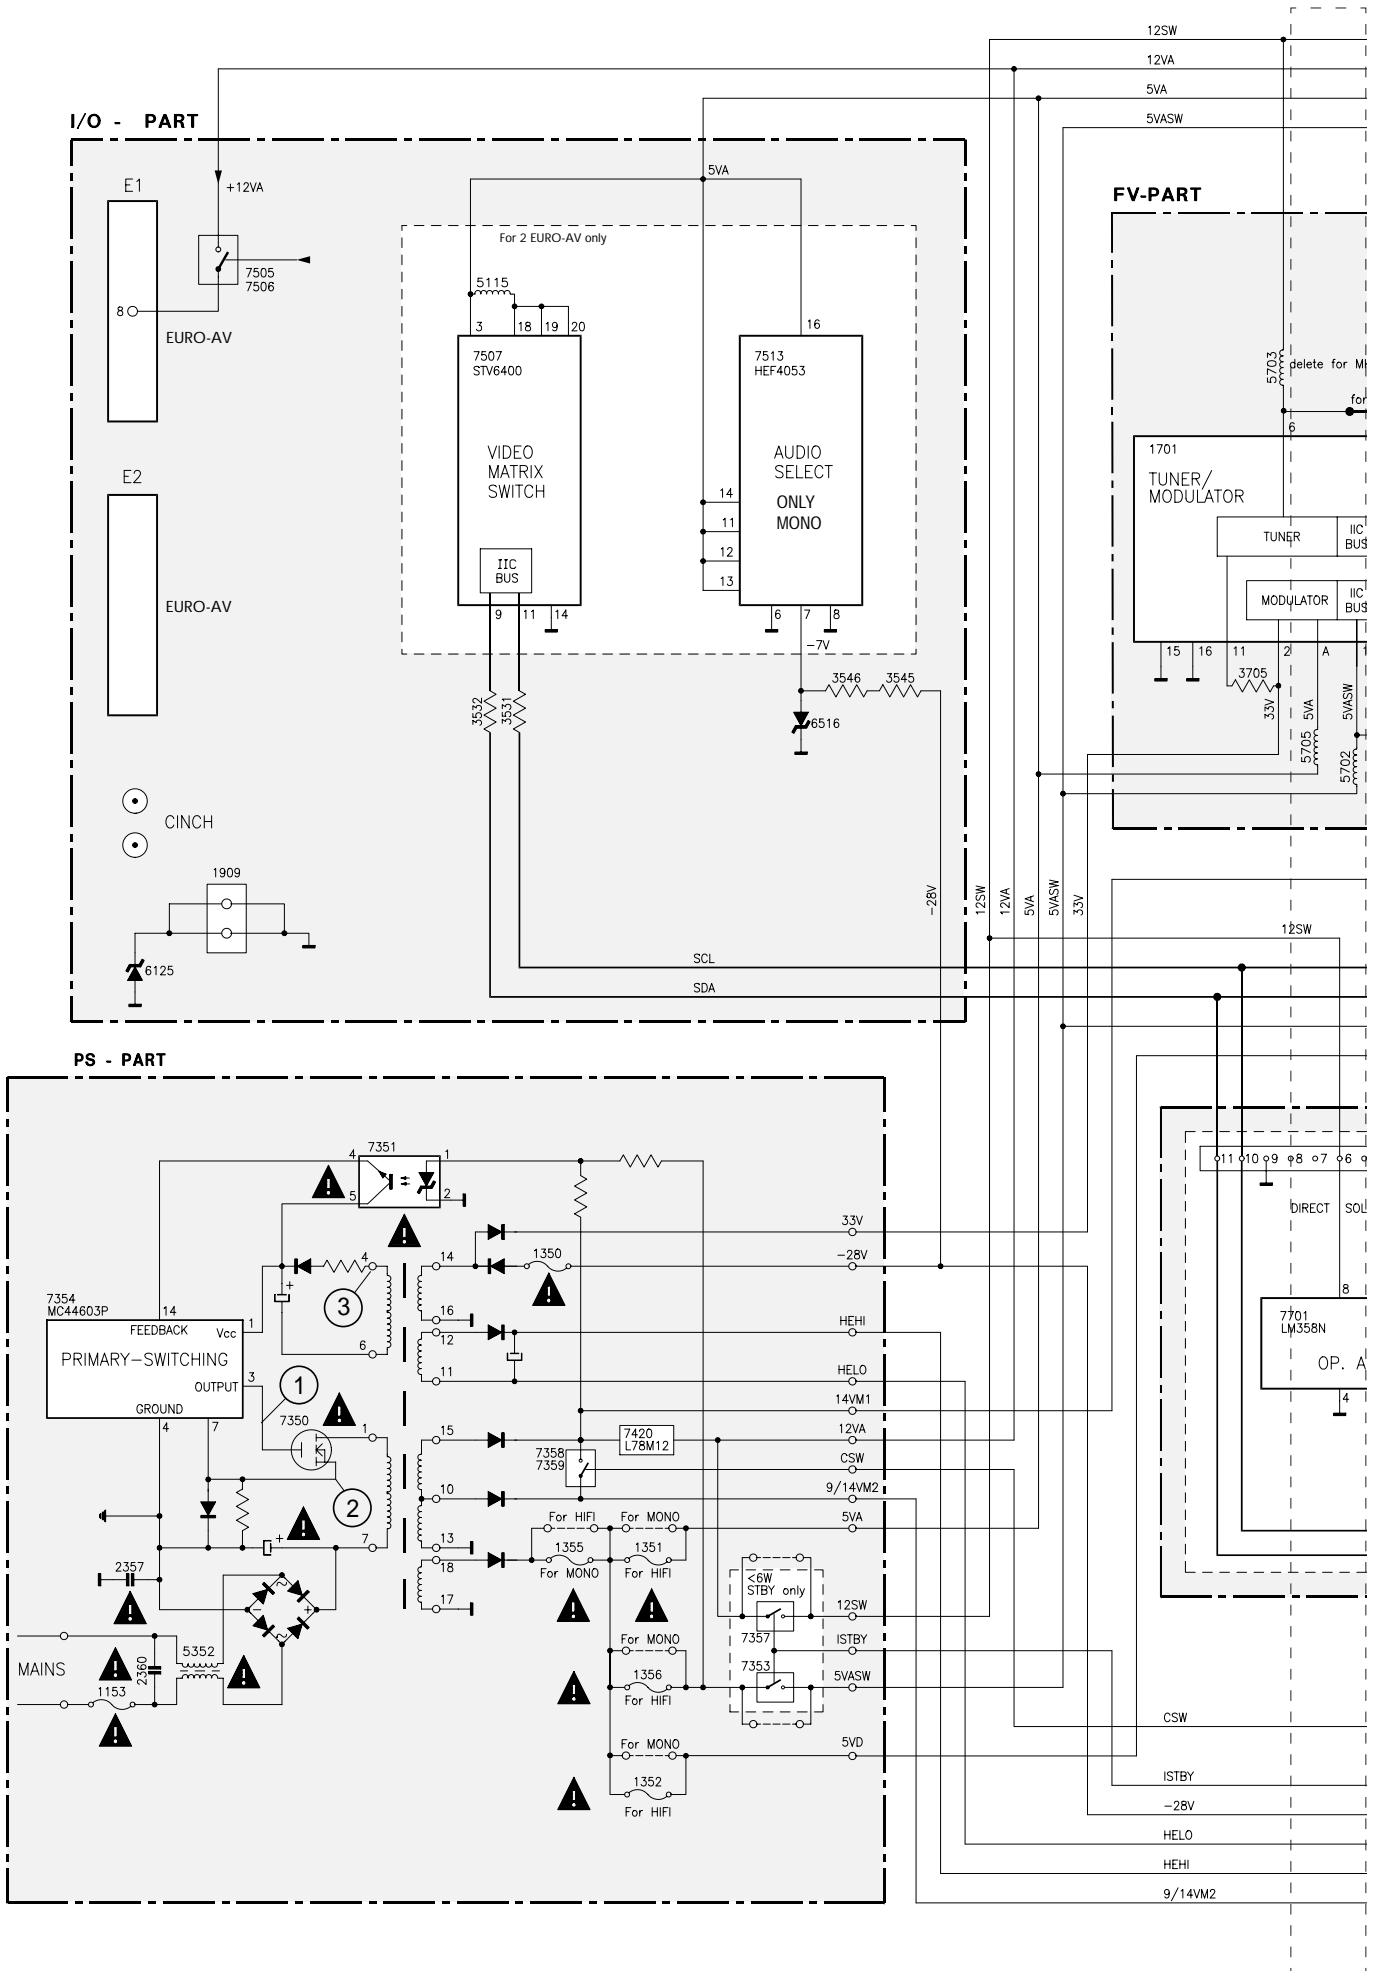 12SW
12VA
5VA
5VASW
I/O - PART
FV-PART
E1
+12VA
5VA
For 2 EURO-AV only
7505
7506
5115
8
EURO-AV
3
18
19
20
16
7507
STV6400
7513
HEF4053
5703
delete for
for
6
VIDEO
MATRIX
SWITCH
AUDIO
SELECT
ONLY
MONO
14
11
12
13
1701
TUNER/
MODULATOR
E2
TUNER
IIC
BUS
IIC
BUS
MODULATOR
IIC
BUS
EURO-AV
9
11
14
6
7
8
-7V
15
16
11
2
A
3705
33V
5VA
5VASW
5705
5702
3532
3531
3546
3545
6516
CINCH
1909
6125
-28V
12SW
12VA
5VA
5VASW
33V
12SW
SCL
SDA
PS - PART
7351
4
5
1
2
11
10
9
8
7
6
DIRECT
33V
-28V
1350
14
16
12
11
4
6
3
7354
MC44603P
14
FEEDBACK
Vcc
1
PRIMARY-SWITCHING
OUTPUT
3
GROUND
4
7
1
7350
1
HEHI
HELO
14VM1
12VA
CSW
9/14VM2
5VA
8
7701
LM358N
OP.
4
15
10
13
18
17
7420
L78M12
7358
7359
2
7
+
+
2357
For HIFI
For MONO
1355
1351
For MONO
For HIFI
<6W
STBY only
12SW
7357
ISTBY
7353
5VASW
For MONO
1356
For HIFI
MAINS
2360
5352
1153
~
~
-
+
For MONO
5VD
1352
For HIFI
CSW
ISTBY
-28V
HELO
HEHI
9/14VM2